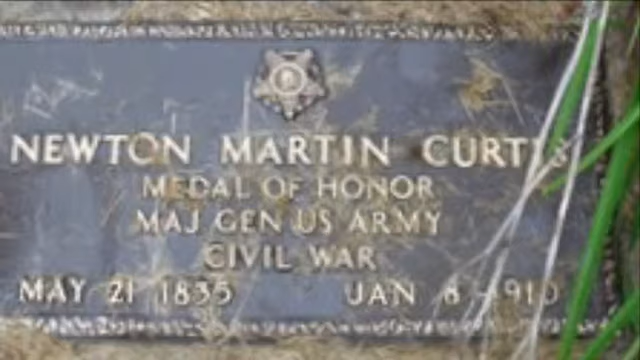 NEWTON MARTIN CURTIS
MEDAL OF HONOR
MAJ GEN US ARMY
CIVIL WAR
MAY 21 1835 JAN 8 1910